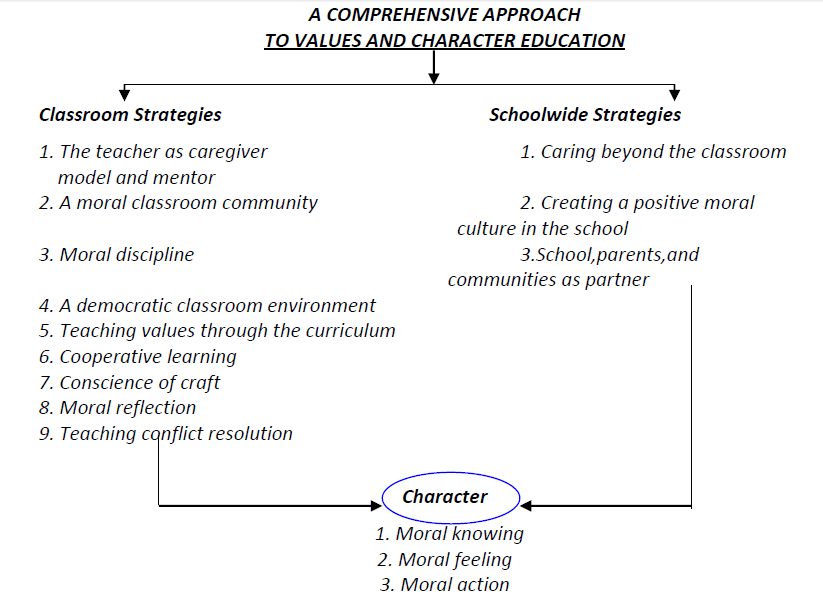 A COMPREHENSIVE APPROACH
TO VALUES AND CHARACTER EDUCATION
Classroom Strategies
1. The teacher as caregiver
model and mentor
2. A moral classroom community
3. Moral discipline
4. A democratic classroom environment
5. Teaching values through the curriculum
6. Cooperative learning
7. Conscience of craft
8. Moral reflection
9. Teaching conflict resolution
Schoolwide Strategies
1. Caring beyond the classroom
2. Creating a positive moral
culture in the school
3.School,parents,and
communities as partner
Character
1. Moral knowing
2. Moral feeling
3. Moral action